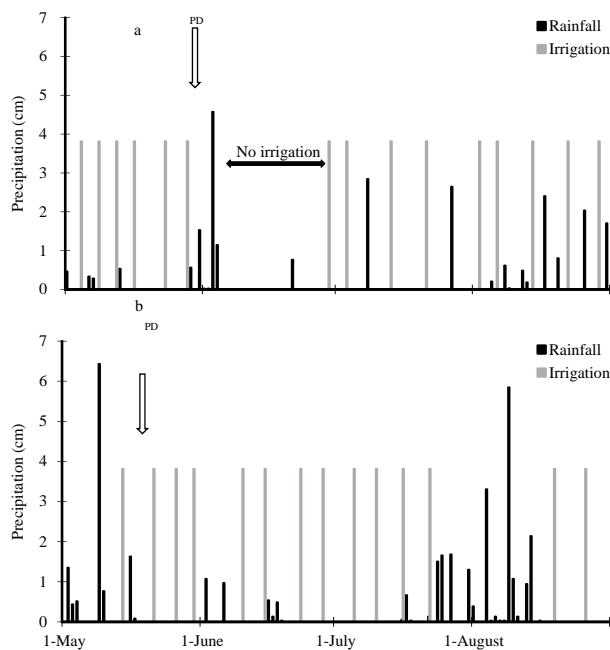 a
PD
7
6
5
4
3
2
1
0
Precipitation (cm)
Rainfall
Irrigation
No irrigation
b
PD
7
6
5
4
3
2
1
0
Precipitation (cm)
Rainfall
Irrigation
1-May
1-June
1-July
1-August